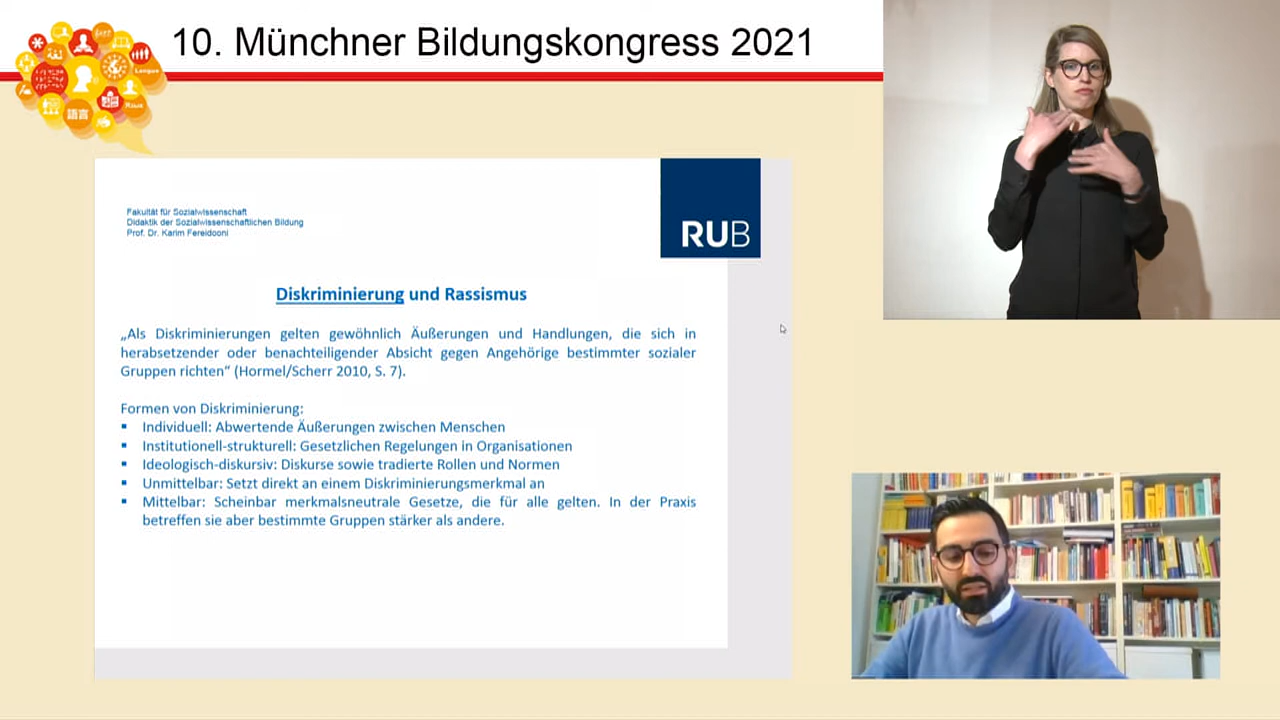 10. Münchner Bildungskongress 2021
Lengua
語言
Fakultät für Sozialwissenschaft
Didaktik der Sozialwissenschaftlichen Bildung
Prof. Dr. Karim Fereidooni
RUB
Diskriminierung und Rassismus
„Als Diskriminierungen gelten gewöhnlich Äußerungen und Handlungen, die sich in
herabsetzender oder benachteiligender Absicht gegen Angehörige bestimmter sozialer
Gruppen richten“ (Hormel/Scherr 2010, S. 7).
Formen von Diskriminierung:
▪ Individuell: Abwertende Äußerungen zwischen Menschen
▪ Institutionell-strukturell: Gesetzlichen Regelungen in Organisationen
▪ Ideologisch-diskursiv: Diskurse sowie tradierte Rollen und Normen
▪ Unmittelbar: Setzt direkt an einem Diskriminierungsmerkmal an
▪ Mittelbar: Scheinbar merkmalsneutrale Gesetze, die für alle gelten. In der Praxis
betreffen sie aber bestimmte Gruppen stärker als andere.